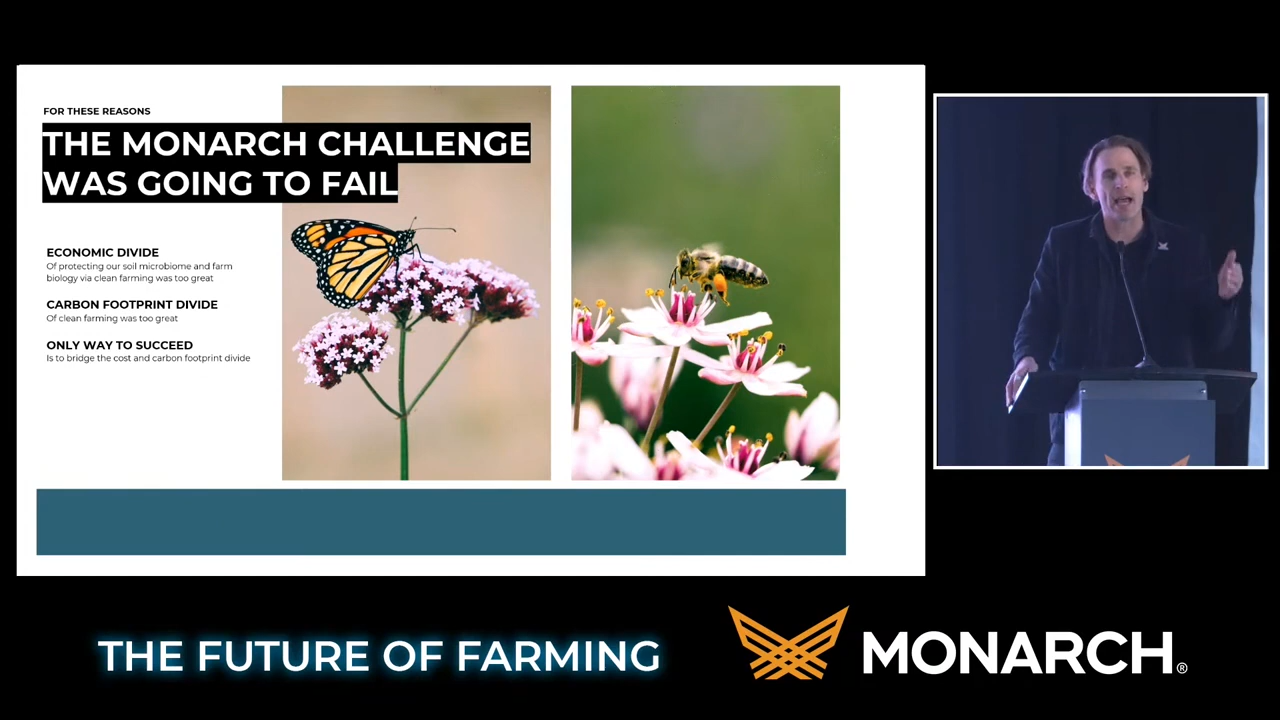 FOR THESE REASONS
THE MONARCH CHALLENGE
WAS GOING TO FAIL
ECONOMIC DIVIDE
Of protecting our soil microbiome and farm
biology via clean farming was too great
CARBON FOOTPRINT DIVIDE
Of clean farming was too great
ONLY WAY TO SUCCEED
Is to bridge the cost and carbon footprint divide
THE FUTURE OF FARMING
MONARCH®